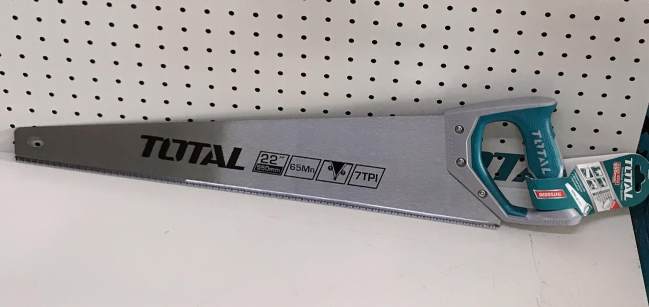 TOTAL
22"
550mm
65Mn
7TPI
TOTAL
TOTAL